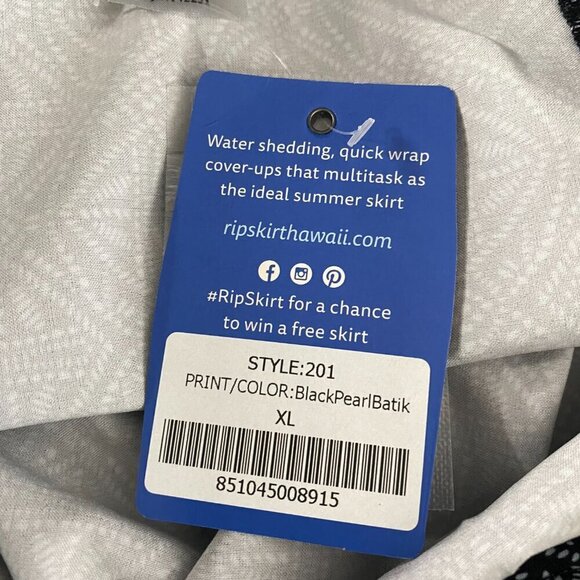 Water shedding, quick wrap
cover-ups that multitask as
the ideal summer skirt
ripskirthawaii.com
#RipSkirt for a chance
to win a free skirt
STYLE:201
PRINT/COLOR:BlackPearlBatik
XL
851045008915